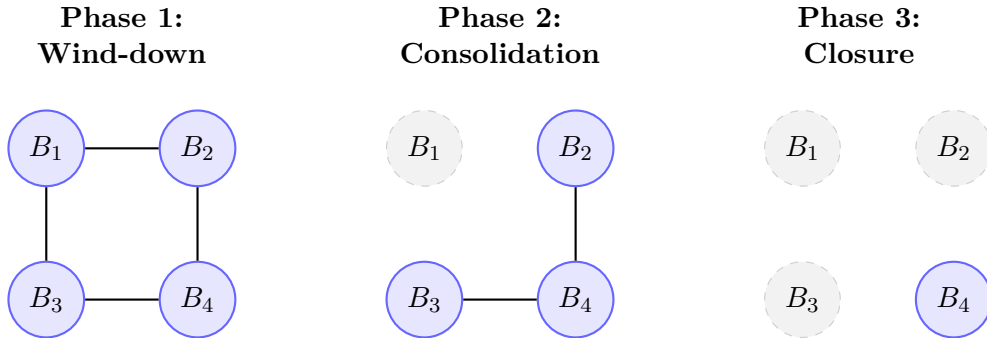 Phase 1:
Wind-down
Phase 2:
Consolidation
Phase 3:
Closure
B₁ B₂ B₁ B₂ B₁ B₂
B₃ B₄ B₃ B₄ B₃ B₄